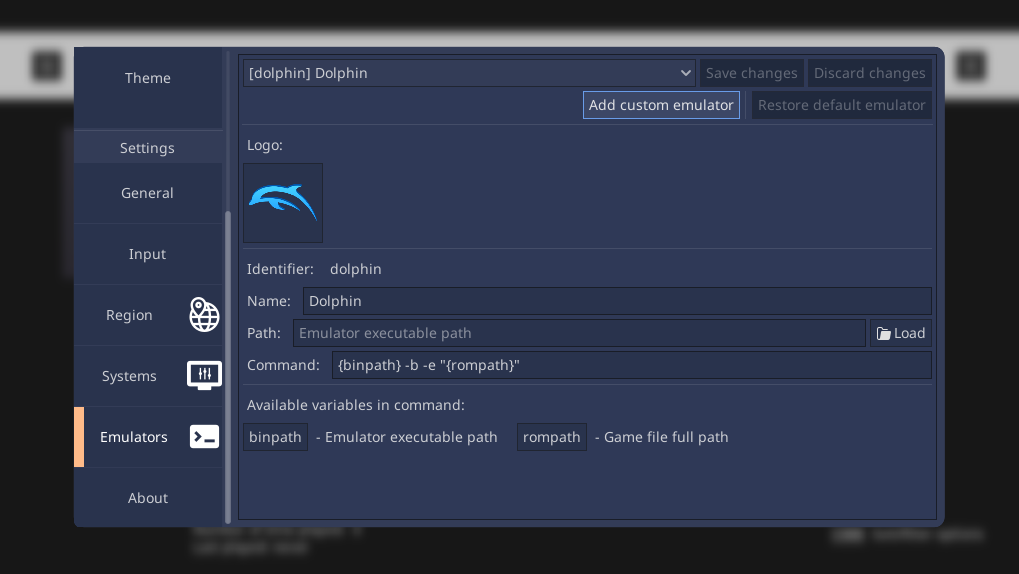 Theme
Settings
General
Input
Region
Systems
Emulators
About
[dolphin] Dolphin
Save changes
Discard changes
Add custom emulator
Restore default emulator
Logo:
Identifier: dolphin
Name: Dolphin
Path: Emulator executable path Load
Command: {binpath} -b -e "{rompath}"
Available variables in command:
binpath - Emulator executable path rompath - Game file full path